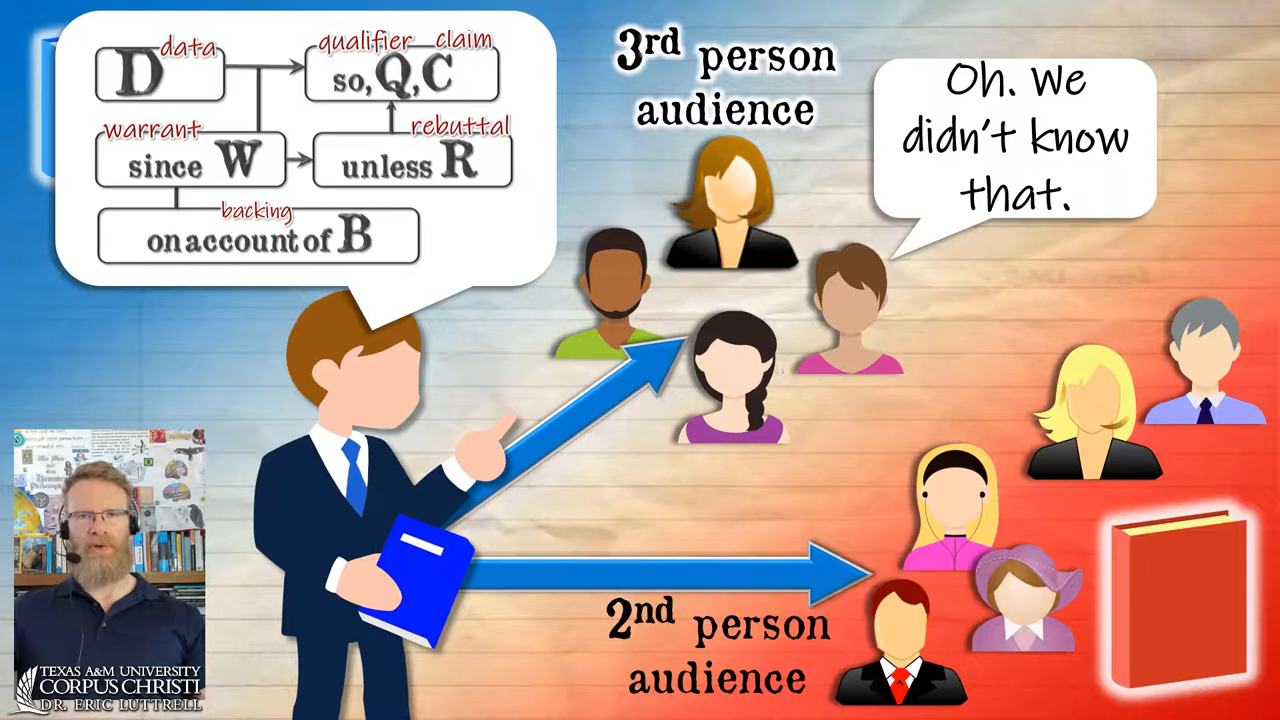 data
D
qualifier claim
so, Q, C
warrant
since W
rebuttal
unless R
backing
on account of B
3rd person
audience
Oh. We
didn't know
that.
2nd person
audience
TEXAS A&M UNIVERSITY
CORPUS CHRISTI
DR. ERIC LUTTRELL